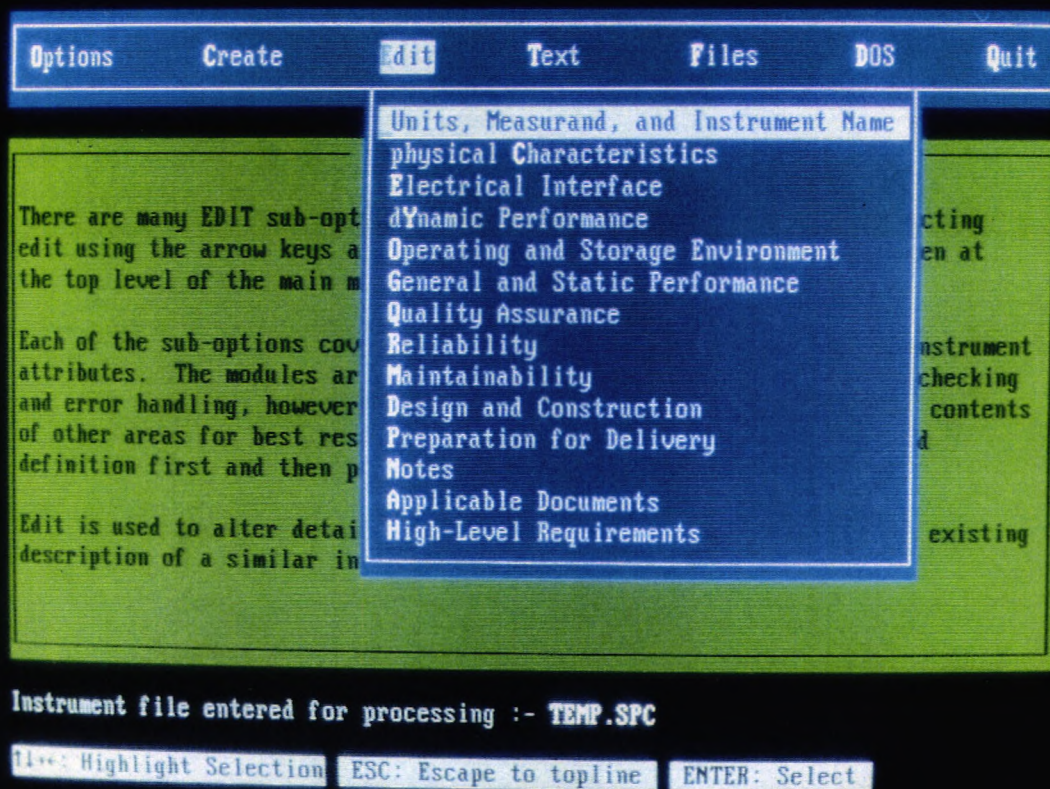 Options Create Edit Text Files DOS Quit
Units, Measurand, and Instrument Name
physical Characteristics
Electrical Interface
dYnamic Performance
Operating and Storage Environment
General and Static Performance
Quality Assurance
Reliability
Maintainability
Design and Construction
Preparation for Delivery
Notes
Applicable Documents
High-Level Requirements
There are many EDIT sub-opt cting
edit using the arrow keys a en at
the top level of the main m
Each of the sub-options cov nstrument
attributes. The modules ar checking
and error handling, however contents
of other areas for best res d
definition first and then p
Edit is used to alter detai existing
description of a similar in
Instrument file entered for processing :- TEMP.SPC
Highlight Selection ESC: Escape to topline ENTER: Select